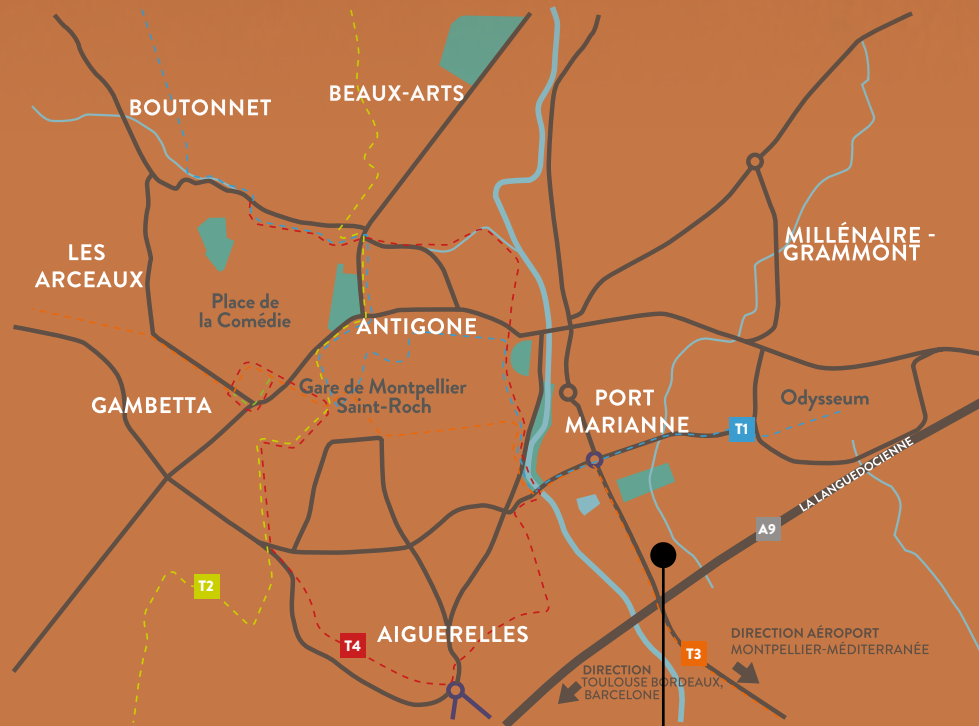 BEAUX-ARTS
BOUTONNET
MILLÉNAIRE -
GRAMMONT
LES
ARCEAUX
Place de
la Comédie
ANTIGONE
Gare de Montpellier
Saint-Roch
GAMBETTA
PORT
MARIANNE
Odysseum
T1
LA LANGUEDOCIENNE
A9
T2
T4
AIGUERELLES
T3
DIRECTION AÉROPORT
MONTPELLIER-MÉDITERRANÉE
DIRECTION
TOULOUSE BORDEAUX,
BARCELONE